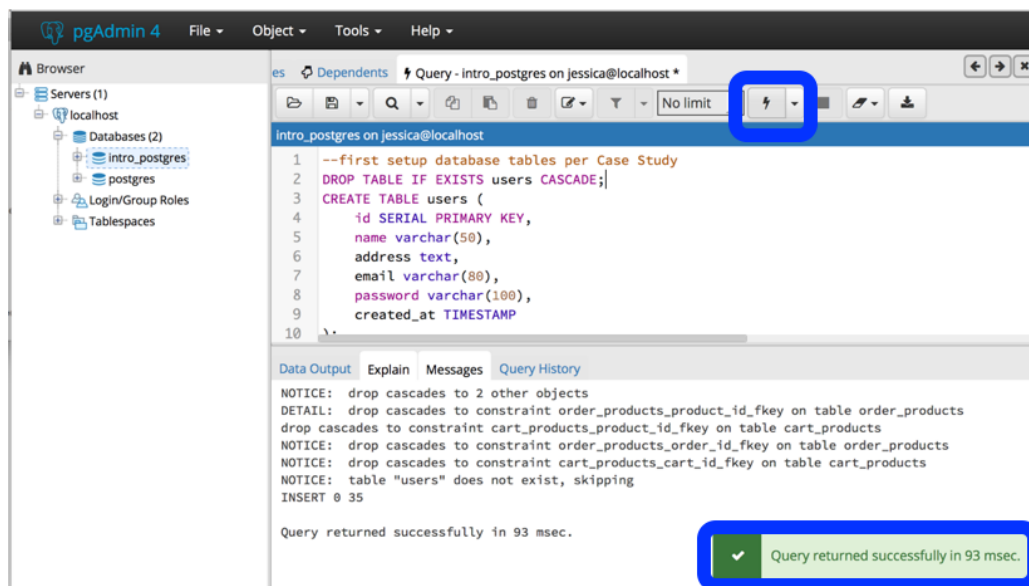 pgAdmin 4 File Object Tools Help
Browser
Servers (1)
localhost
Databases (2)
intro_postgres
postgres
Login/Group Roles
Tablespaces
es Dependents Query - intro_postgres on jessica@localhost *
No limit
intro_postgres on jessica@localhost
1 --first setup database tables per Case Study
2 DROP TABLE IF EXISTS users CASCADE;
3 CREATE TABLE users (
4 id SERIAL PRIMARY KEY,
5 name varchar(50),
6 address text,
7 email varchar(80),
8 password varchar(100),
9 created_at TIMESTAMP
10 );
Data Output Explain Messages Query History
NOTICE: drop cascades to 2 other objects
DETAIL: drop cascades to constraint order_products_product_id_fkey on table order_products
drop cascades to constraint cart_products_product_id_fkey on table cart_products
NOTICE: drop cascades to constraint order_products_order_id_fkey on table order_products
NOTICE: drop cascades to constraint cart_products_cart_id_fkey on table cart_products
NOTICE: table "users" does not exist, skipping
INSERT 0 35
Query returned successfully in 93 msec.
Query returned successfully in 93 msec.